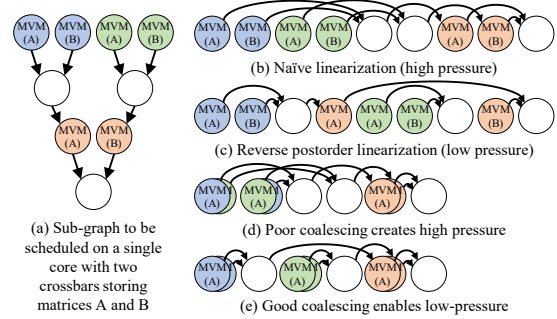 MVM MVM MVM MVM
(A) (B) (A) (B)
MVM MVM
(A) (B)
(a) Sub-graph to be
scheduled on a single
core with two
crossbars storing
matrices A and B
MVM MVM MVM MVM MVM MVM
(A) (B) (A) (B) (A) (B)
(b) Naïve linearization (high pressure)
MVM MVM MVM MVM MVM MVM
(A) (B) (A) (A) (B) (B)
(c) Reverse postorder linearization (low pressure)
MVM MVM MVM
(A) (A) (A)
(d) Poor coalescing creates high pressure
MVM MVM MVM
(A) (A) (A)
(e) Good coalescing enables low-pressure